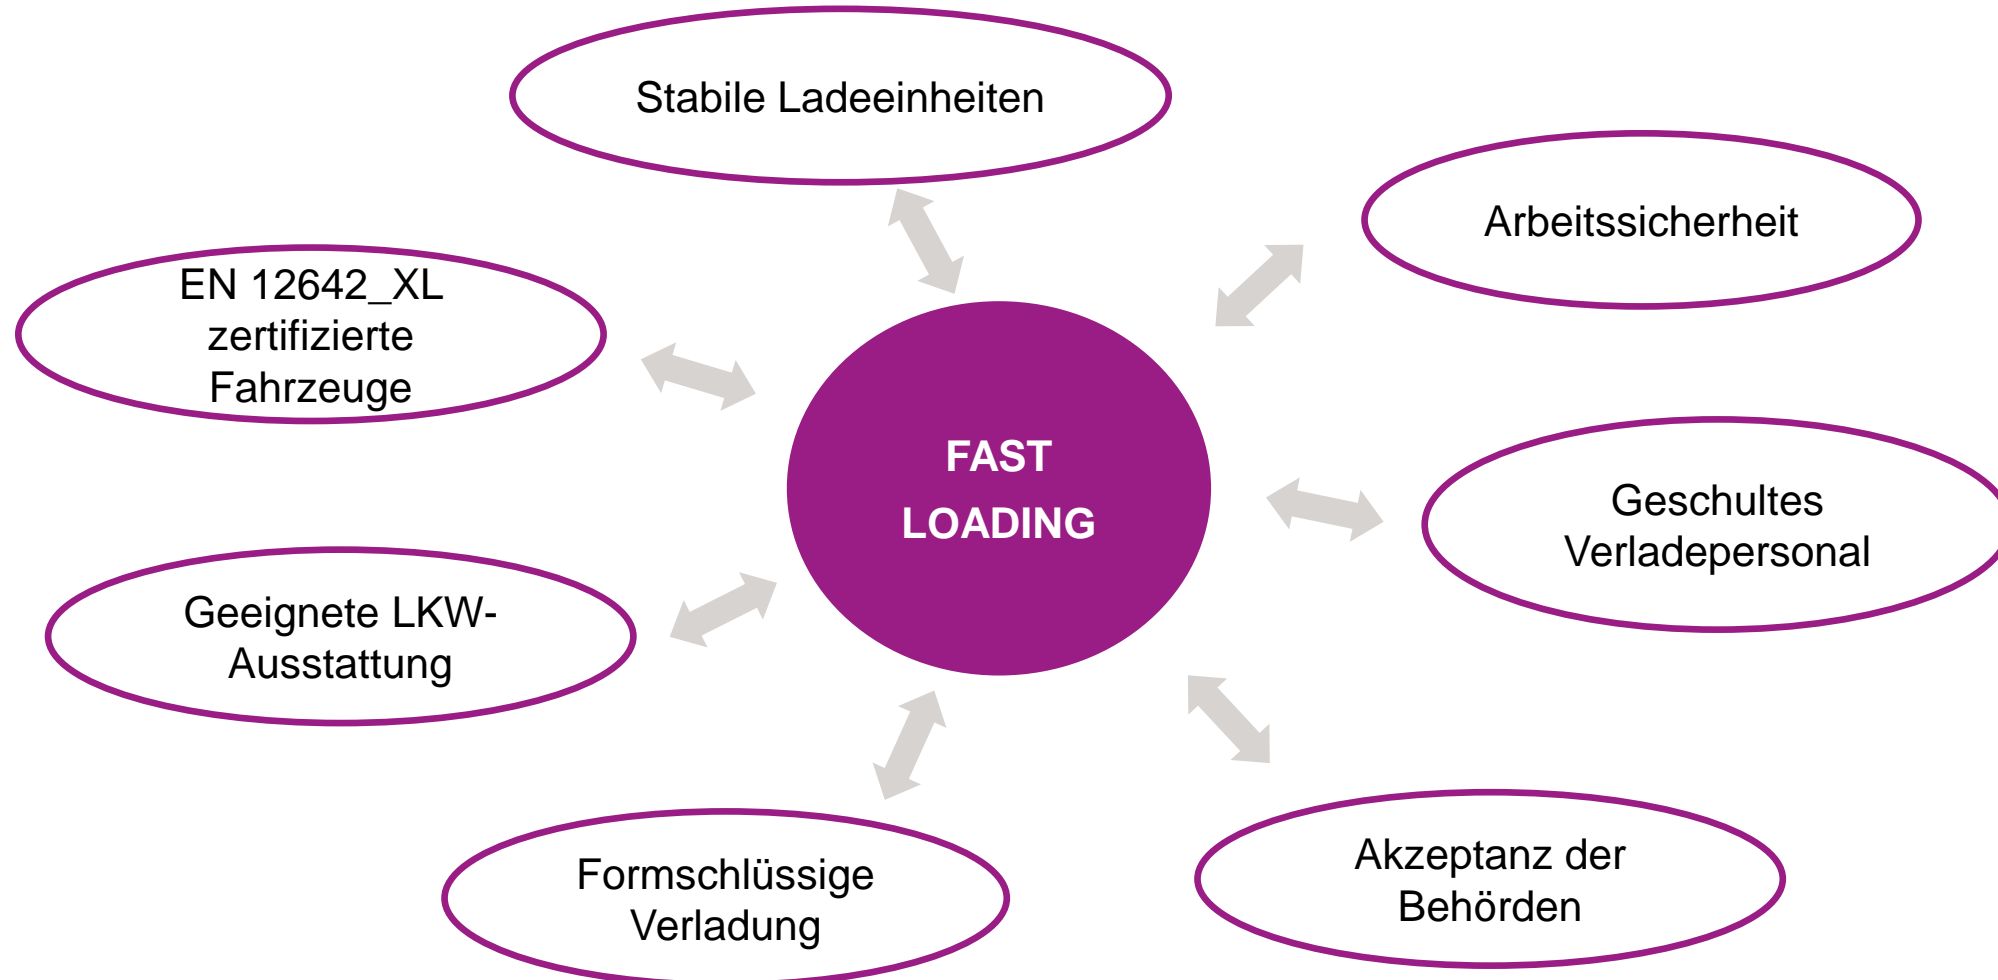 Stabile Ladeeinheiten
Arbeitssicherheit
EN 12642_XL
zertifizierte
Fahrzeuge
FAST
LOADING
Geschultes
Verladepersonal
Geeignete LKW-
Ausstattung
Formschlüssige
Verladung
Akzeptanz der
Behörden